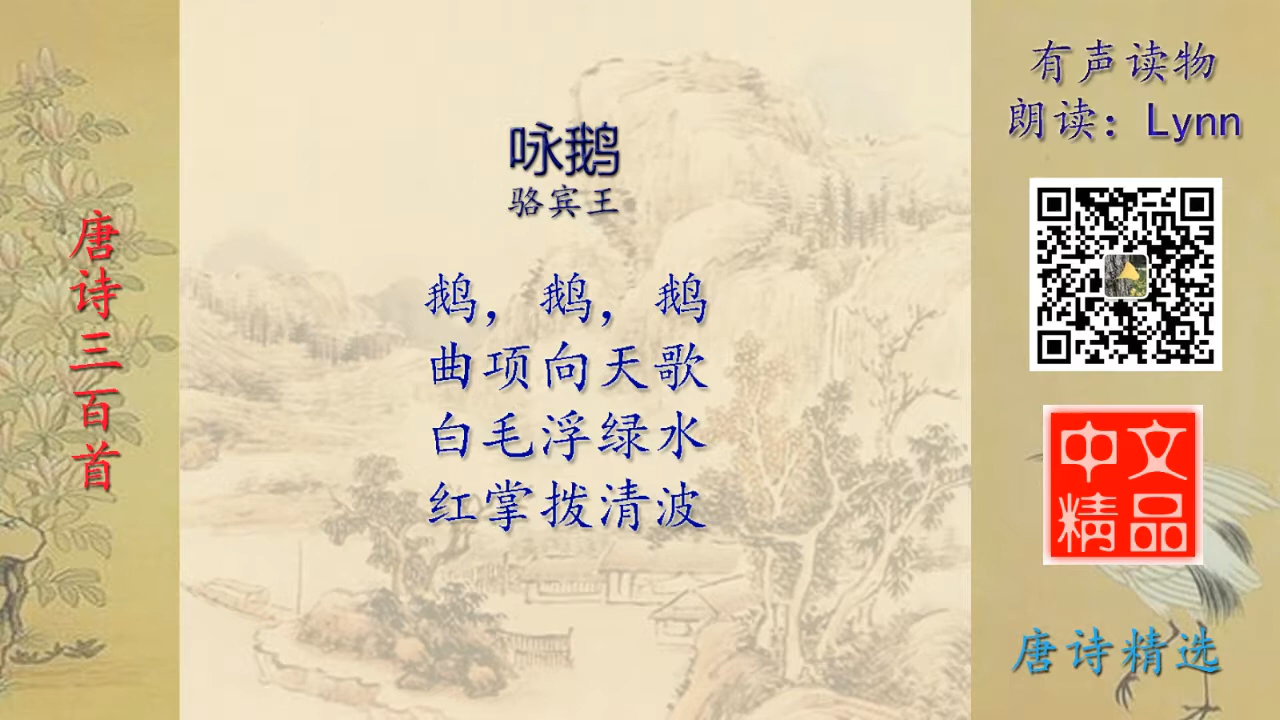 唐诗三百首
咏鹅
骆宾王
鹅，鹅，鹅
曲项向天歌
白毛浮绿水
红掌拨清波
有声读物
朗读：Lynn
中文
精品
唐诗精选